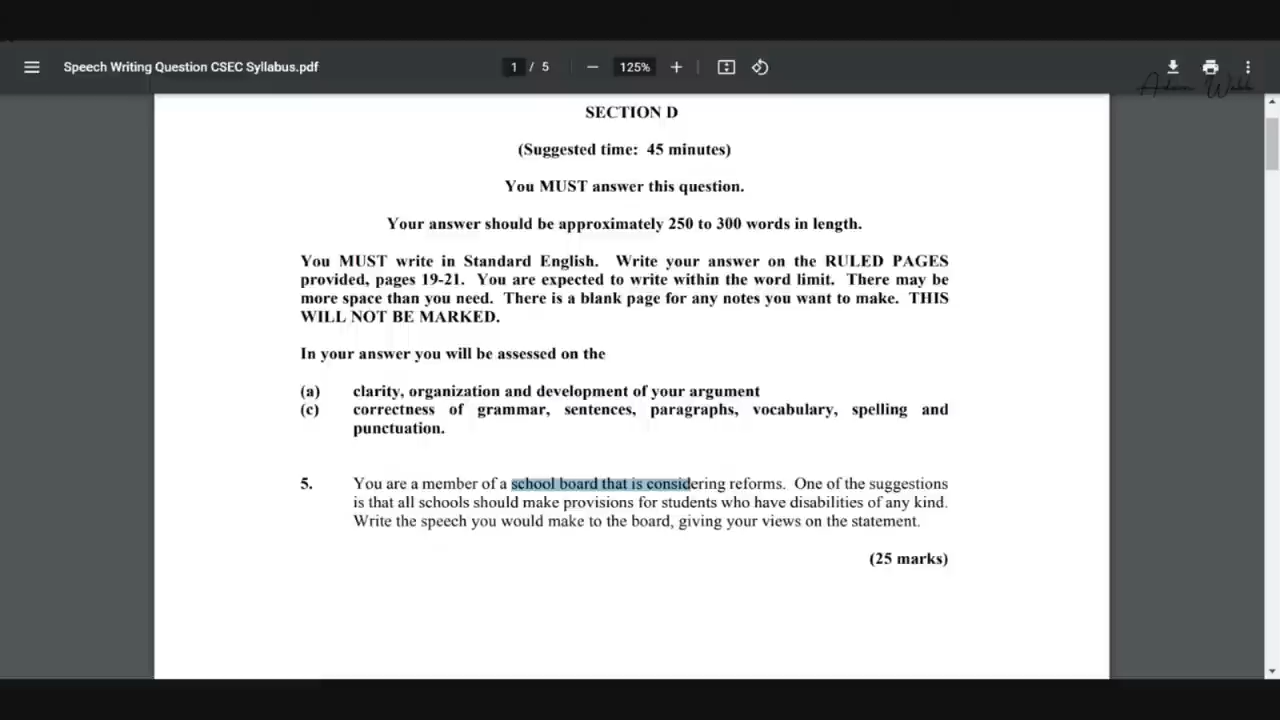 Speech Writing Question CSEC Syllabus.pdf
1 / 5
125%
Adam Webb
SECTION D
(Suggested time: 45 minutes)
You MUST answer this question.
Your answer should be approximately 250 to 300 words in length.
You MUST write in Standard English. Write your answer on the RULED PAGES
provided, pages 19-21. You are expected to write within the word limit. There may be
more space than you need. There is a blank page for any notes you want to make. THIS
WILL NOT BE MARKED.
In your answer you will be assessed on the
(a) clarity, organization and development of your argument
(c) correctness of grammar, sentences, paragraphs, vocabulary, spelling and
punctuation.
5. You are a member of a school board that is considering reforms. One of the suggestions
is that all schools should make provisions for students who have disabilities of any kind.
Write the speech you would make to the board, giving your views on the statement.
(25 marks)